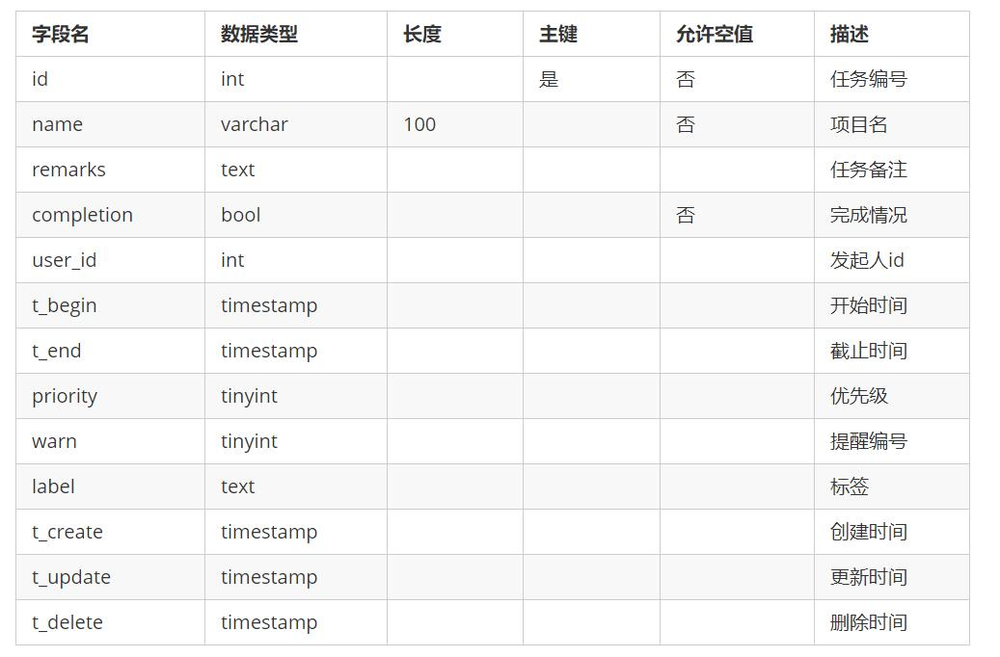 字段名 数据类型 长度 主键 允许空值 描述
id int 是 否 任务编号
name varchar 100 否 项目名
remarks text 任务备注
completion bool 否 完成情况
user_id int 发起人id
t_begin timestamp 开始时间
t_end timestamp 截止时间
priority tinyint 优先级
warn tinyint 提醒编号
label text 标签
t_create timestamp 创建时间
t_update timestamp 更新时间
t_delete timestamp 删除时间